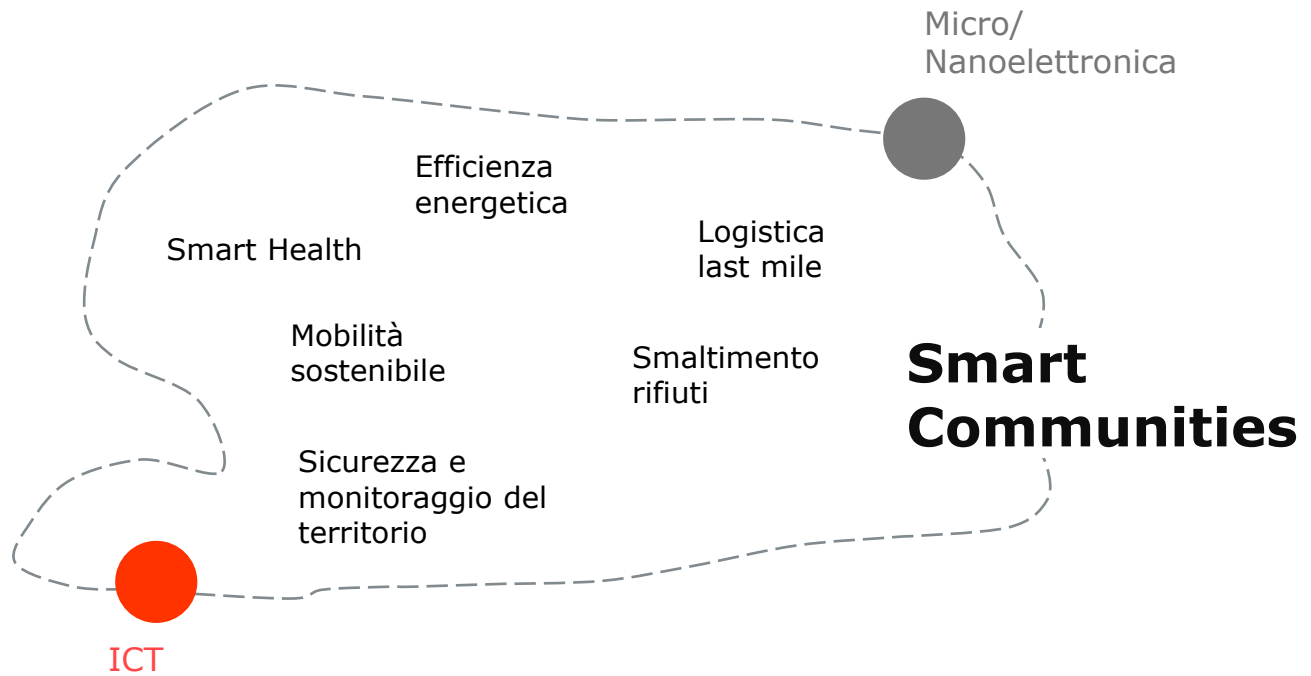 Micro/
Nanoelettronica
Efficienza
energetica
Logistica
last mile
Smart Health
Mobilità
sostenibile
Smaltimento
rifiuti
Smart
Communities
Sicurezza e
monitoraggio del
territorio
ICT